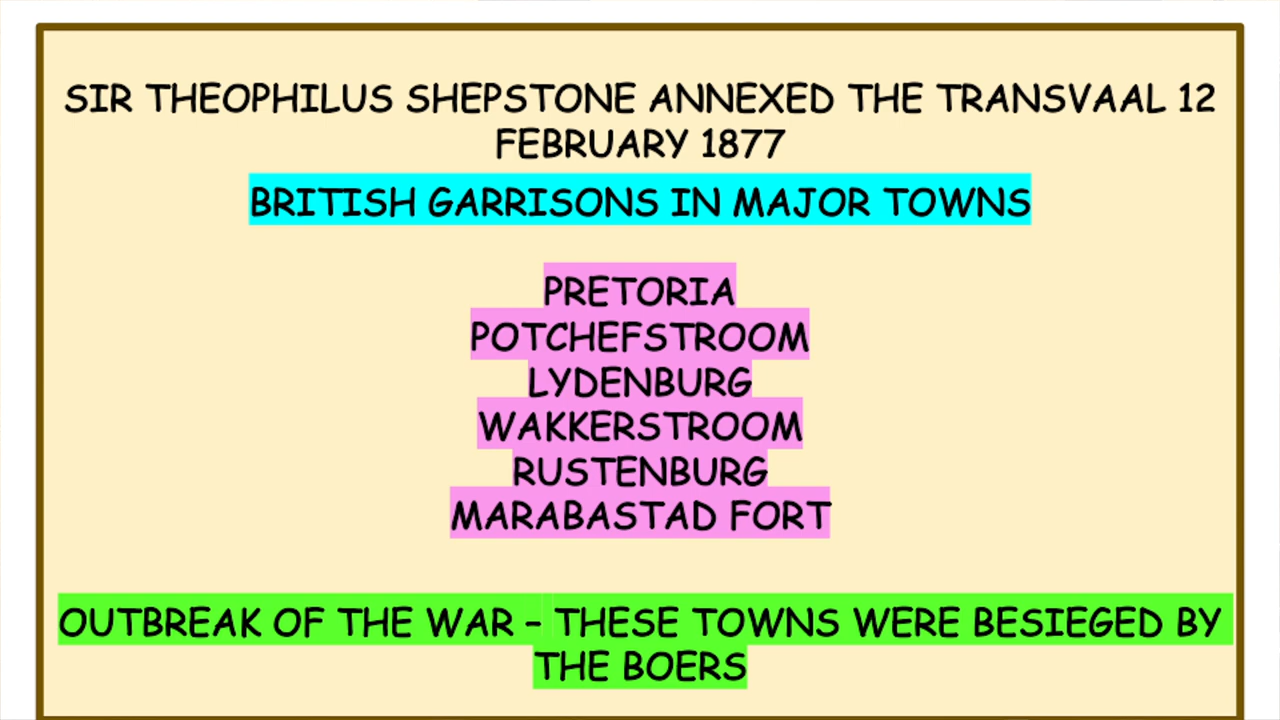 SIR THEOPHILUS SHEPSTONE ANNEXED THE TRANSVAAL 12
FEBRUARY 1877
BRITISH GARRISONS IN MAJOR TOWNS
PRETORIA
POTCHEFSTROOM
LYDENBURG
WAKKERSTROOM
RUSTENBURG
MARABASTAD FORT
OUTBREAK OF THE WAR – THESE TOWNS WERE BESIEGED BY
THE BOERS